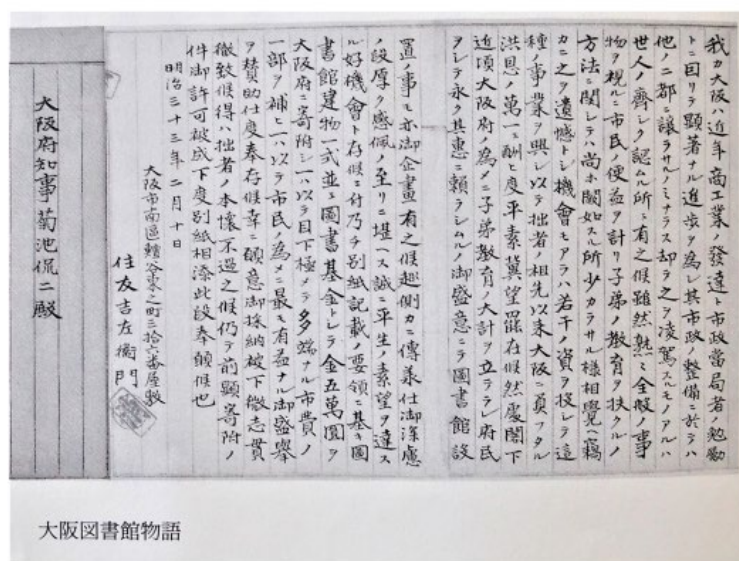 我カ大阪ハ近年商工業ノ發達ト市政當局者ノ勉勵
トニ因リテ顕著ナル進歩ヲ為シ其市政ノ整備ニ於テハ
他ノ二都ニ譲ラサルノミナラス却テ之ヲ凌駕スルモノアルハ
世人ノ齊シク認ムル所ニ有之候雖然熟ニ全般ノ事
物ヲ視ルニ市民ノ便益ヲ計リ子弟ノ教育ヲ扶クルノ
方法ニ関シテハ尚ホ闕如スル所少カラサル様相覺ヘ竊
カニ之ヲ遺憾トシ機會モアラハ若干ノ資ヲ投シテ這
種ノ事業ヲ興シ以テ拙者ノ祖先以来大阪ニ負フタル
洪恩ノ萬一ニ酬ヒ度平素冀望罷在候然處閣下
近頃大阪府ノ為メニ子弟教育ノ大計ヲ立テラレ府民
ヲシテ永ク其惠ニ頼ラシムルノ御盛意ニテ圖書館設
置ノ事モ亦御企畫有之候趣側カニ傳義仕御深慮
ノ段厚ク感佩ノ至リニ堪ヘス誠ニ平生ノ素望ヲ達ス
ル好機會ト存候ニ付乃チ別紙記載ノ要領ニ基キ圖
書館建物一式並ニ圖書基金トシテ金五萬圓ヲ
大阪府ニ寄附シ一ハ以テ目下極メテ多端ナル市費ノ
一部ヲ補ヒ一ハ以テ市民ノ為メニ最モ有益ナル御盛舉
ヲ賛助仕度奉存候幸ニ願意御採納被下微志貫
徹致候得ハ拙者ノ本懐不過之候仍テ前顕寄附ノ
件御許可被成下度別紙相添此段奉願候也
明治三十三年二月十日
大阪市南區鰻谷東之町三拾六番屋敷
住友吉左衞門
大阪府知事菊池侃二殿
大阪図書館物語